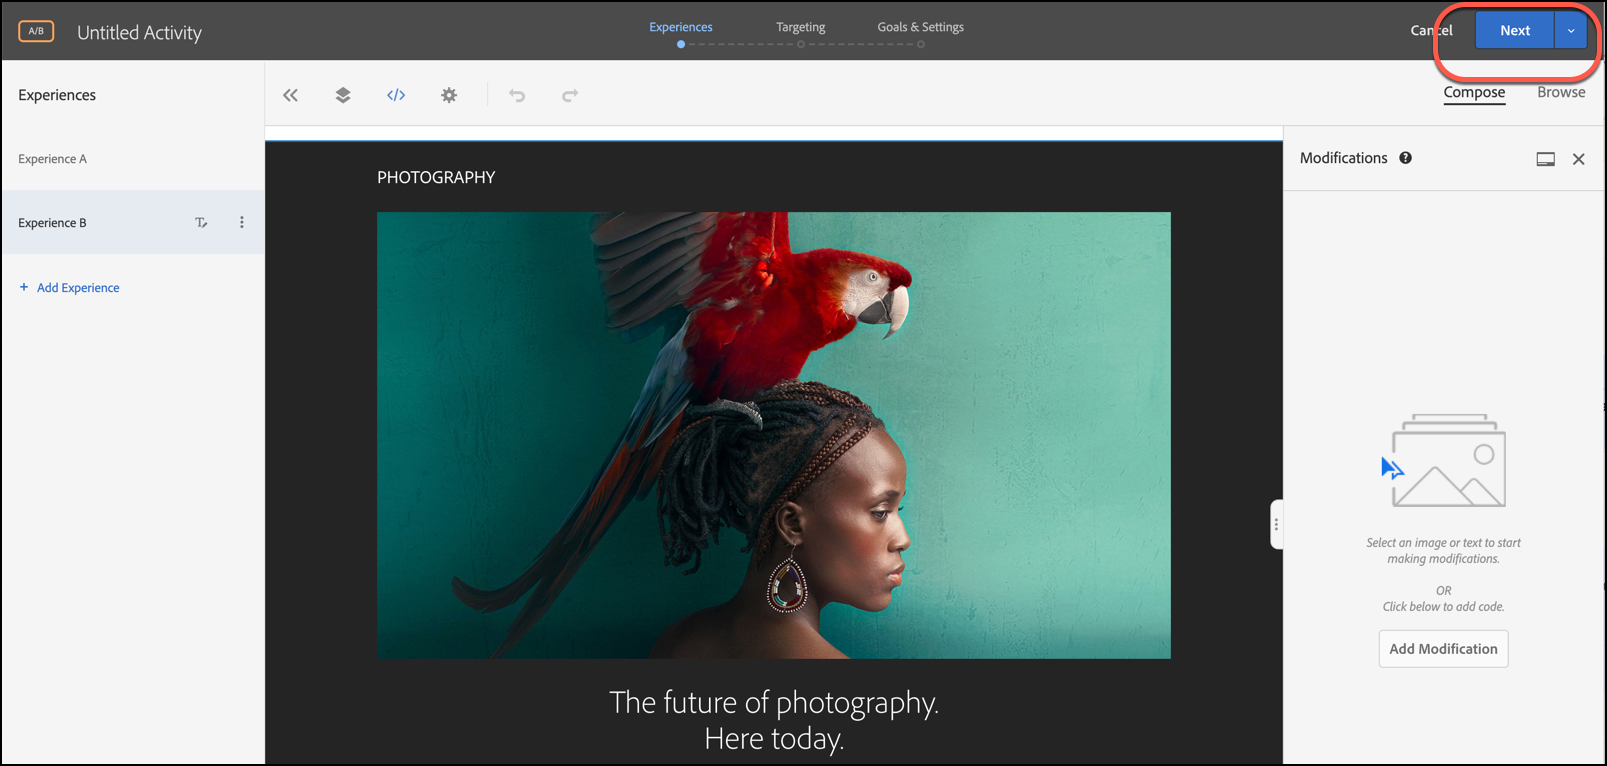 A/B
Untitled Activity
Experiences
Targeting
Goals & Settings
Cancel
Next
Experiences
</>
Compose
Browse
Experience A
Experience B
+ Add Experience
PHOTOGRAPHY
The future of photography.
Here today.
Modifications ?
Select an image or text to start
making modifications.
OR
Click below to add code.
Add Modification